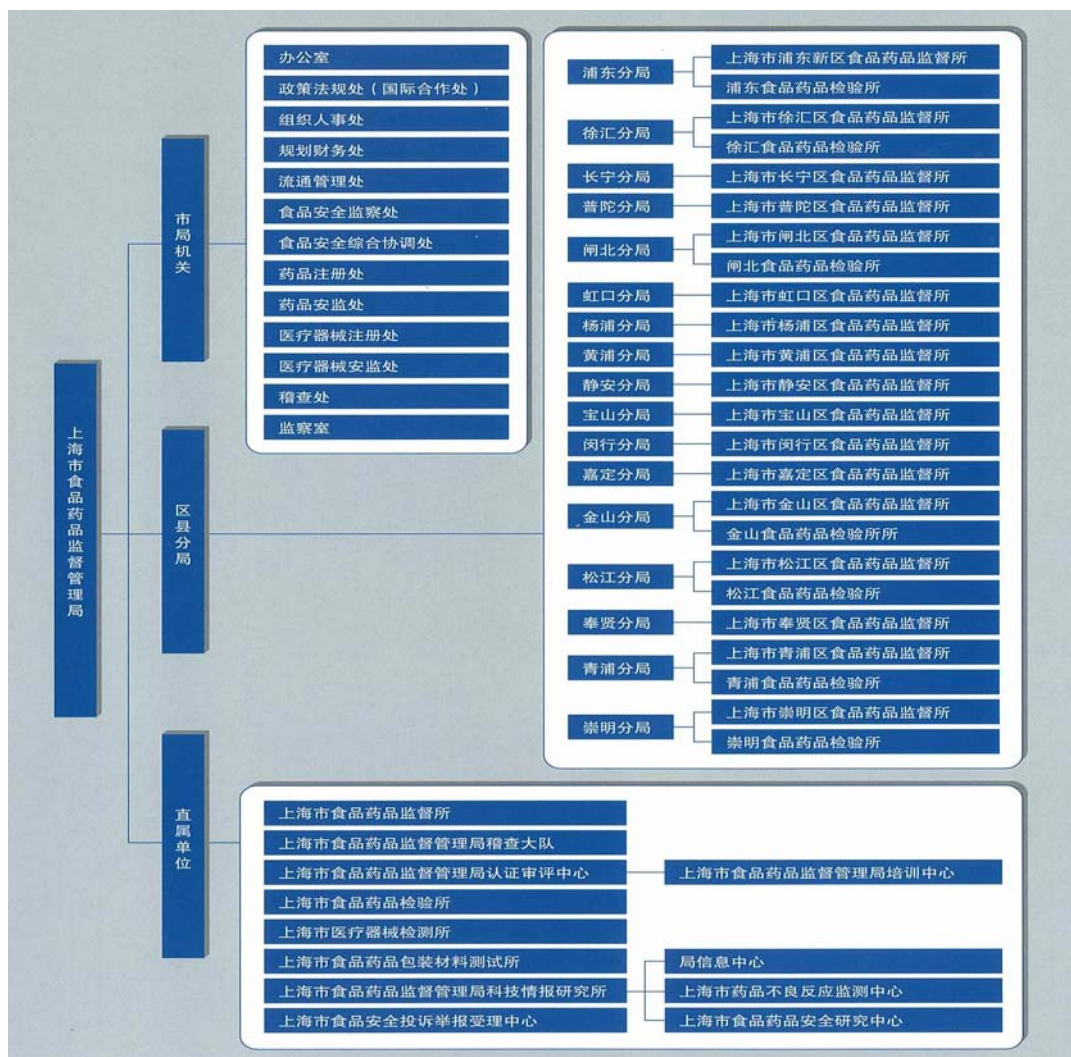 上海市食品药品监督管理局
市局机关
办公室
政策法规处（国际合作处）
组织人事处
规划财务处
流通管理处
食品安全监察处
食品安全综合协调处
药品注册处
药品安监处
医疗器械注册处
医疗器械安监处
稽查处
监察室
区县分局
浦东分局
上海市浦东新区食品药品监督所
浦东食品药品检验所
徐汇分局
上海市徐汇区食品药品监督所
徐汇食品药品检验所
长宁分局
上海市长宁区食品药品监督所
普陀分局
上海市普陀区食品药品监督所
闸北分局
上海市闸北区食品药品监督所
闸北食品药品检验所
虹口分局
上海市虹口区食品药品监督所
杨浦分局
上海市杨浦区食品药品监督所
黄浦分局
上海市黄浦区食品药品监督所
静安分局
上海市静安区食品药品监督所
宝山分局
上海市宝山区食品药品监督所
闵行分局
上海市闵行区食品药品监督所
嘉定分局
上海市嘉定区食品药品监督所
金山分局
上海市金山区食品药品监督所
金山食品药品检验所所
松江分局
上海市松江区食品药品监督所
松江食品药品检验所
奉贤分局
上海市奉贤区食品药品监督所
青浦分局
上海市青浦区食品药品监督所
青浦食品药品检验所
崇明分局
上海市崇明区食品药品监督所
崇明食品药品检验所
直属单位
上海市食品药品监督所
上海市食品药品监督管理局稽查大队
上海市食品药品监督管理局认证审评中心
上海市食品药品监督管理局培训中心
上海市食品药品检验所
上海市医疗器械检测所
上海市食品药品包装材料测试所
上海市食品药品监督管理局科技情报研究所
局信息中心
上海市药品不良反应监测中心
上海市食品药品安全研究中心
上海市食品安全投诉举报受理中心